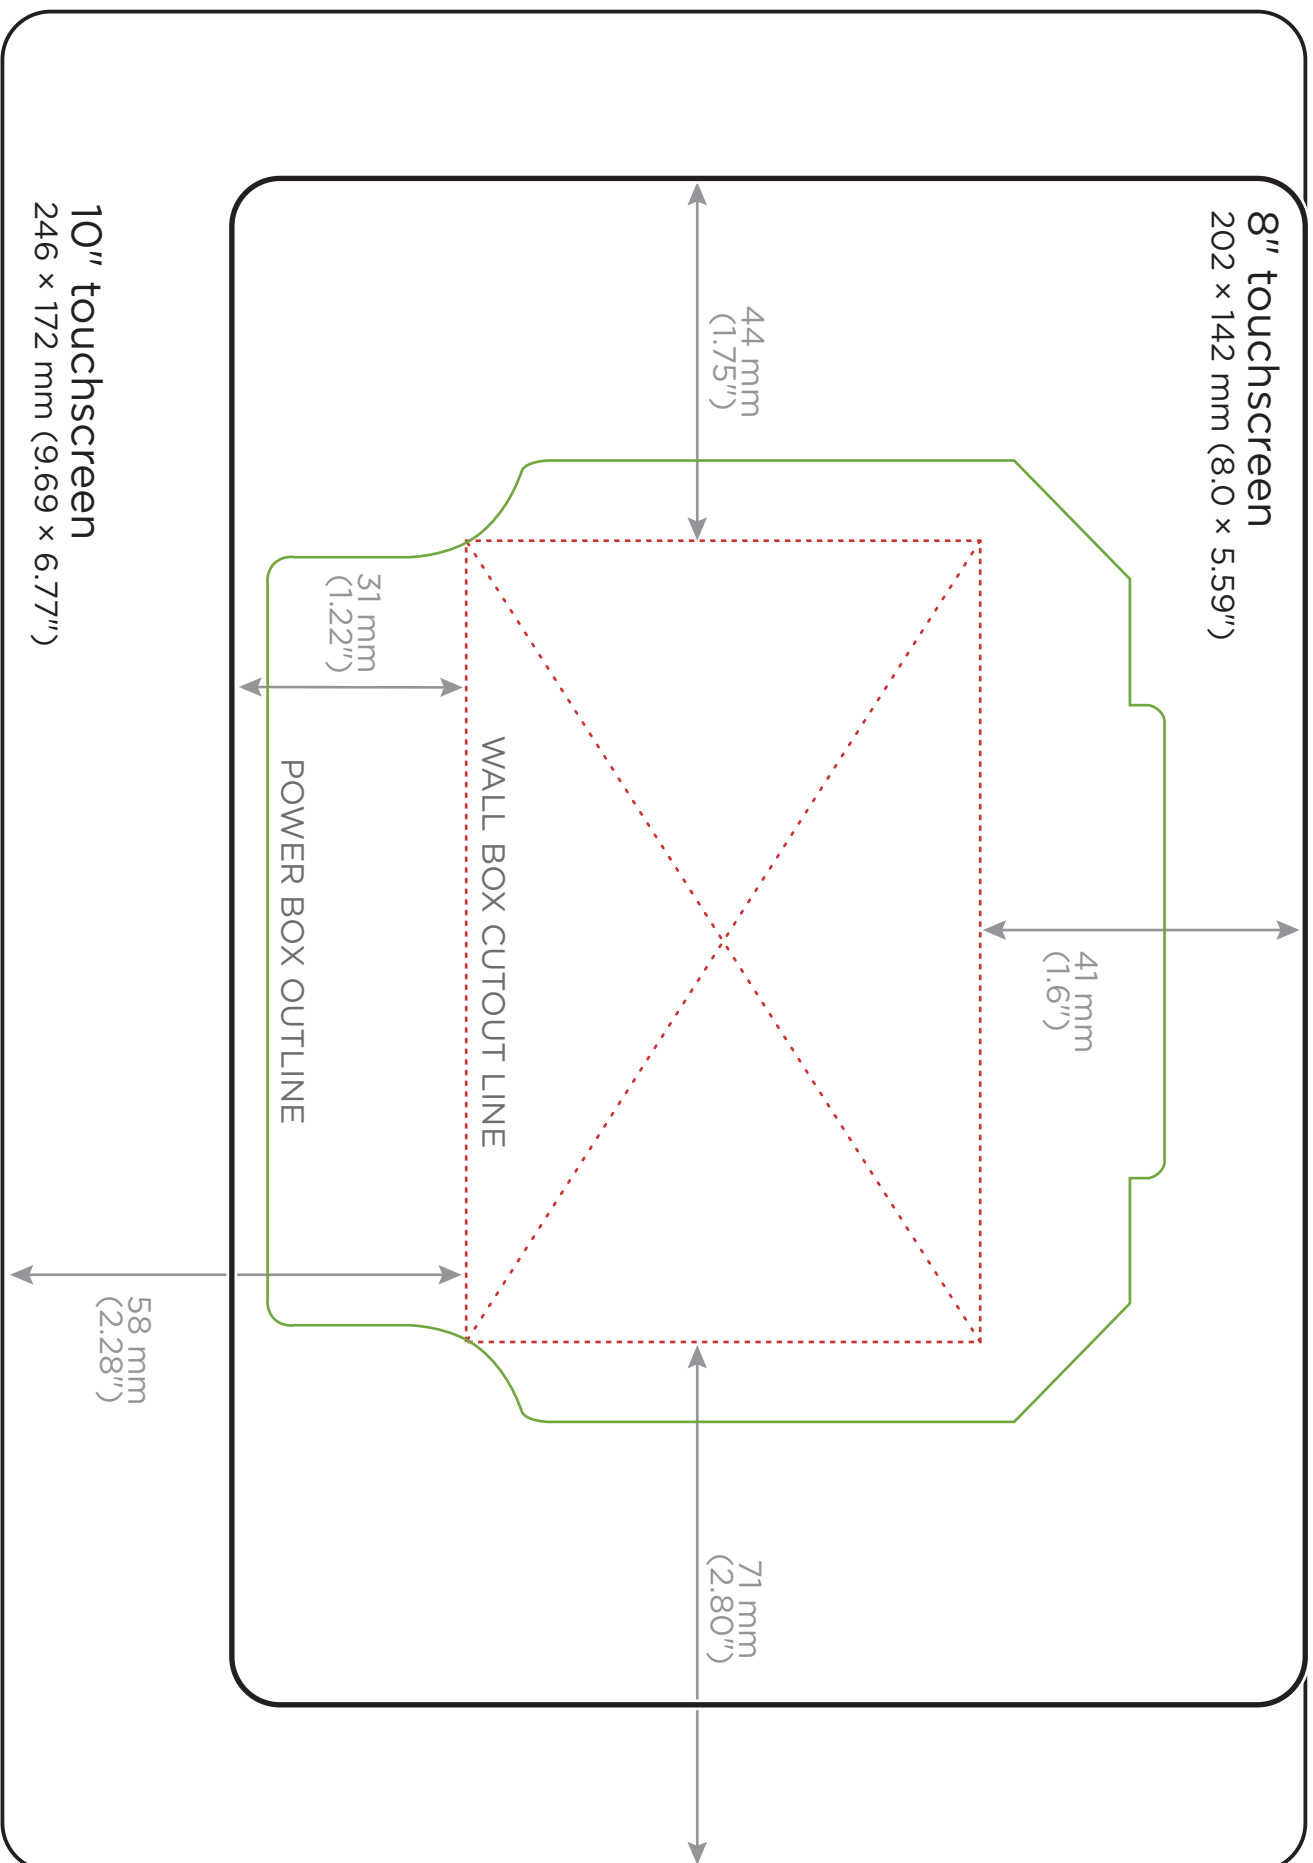 8" touchscreen
202 × 142 mm (8.0 × 5.59")
41 mm
(1.6")
44 mm
(1.75")
71 mm
(2.80")
WALL BOX CUTOUT LINE
31 mm
(1.22")
POWER BOX OUTLINE
58 mm
(2.28")
10" touchscreen
246 × 172 mm (9.69 × 6.77")